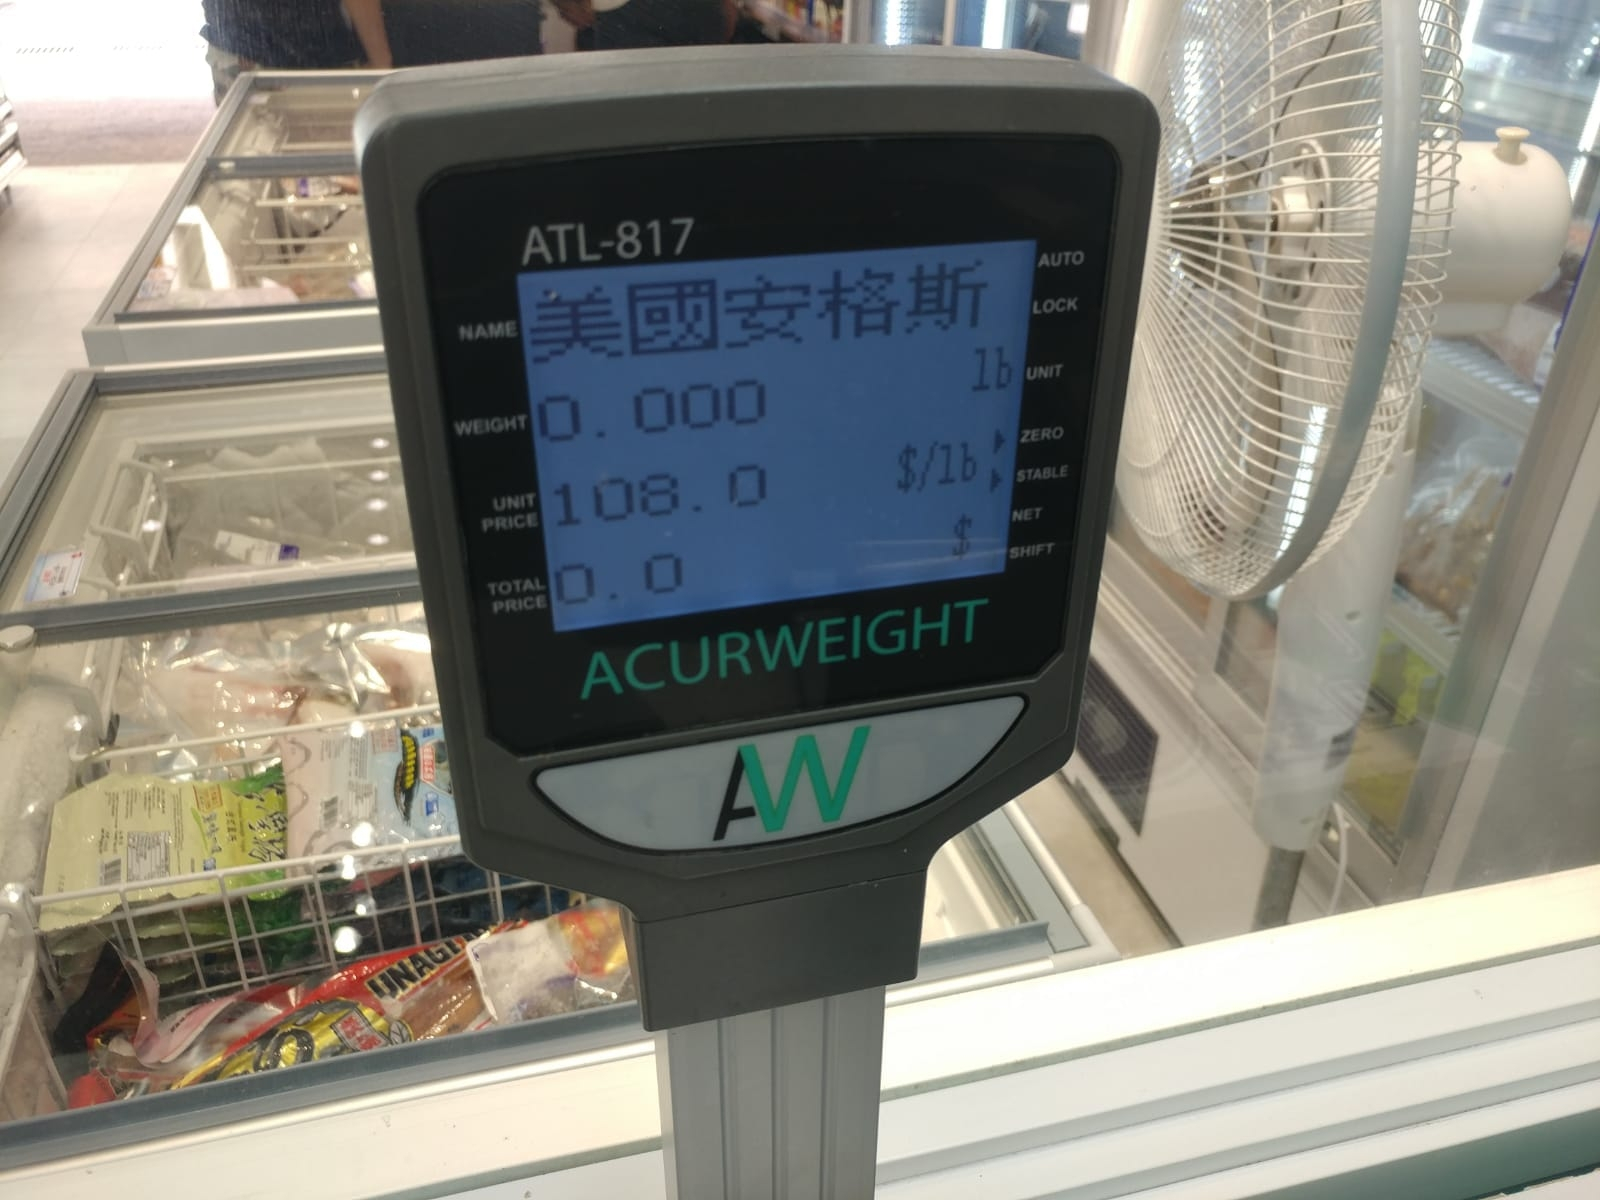 ATL-817
NAME 美國安格斯 AUTO
LOCK
WEIGHT 0.000 lb UNIT
ZERO
UNIT PRICE 108.0 $/lb STABLE
NET
TOTAL PRICE 0.0 $ SHIFT
ACURWEIGHT
AW
UNAGI